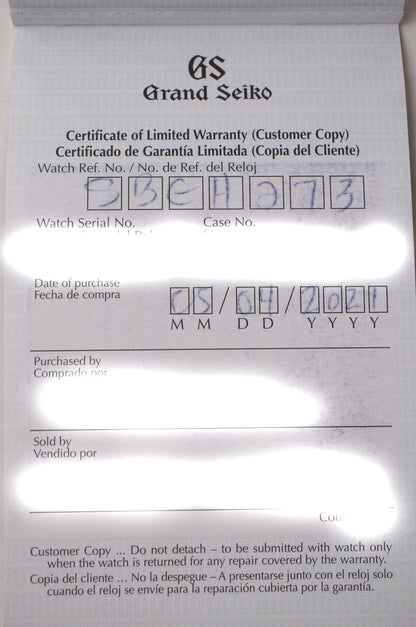 GS
Grand Seiko
Certificate of Limited Warranty (Customer Copy)
Certificado de Garantía Limitada (Copia del Cliente)
Watch Ref. No. / No. de Ref. del Reloj
SBGH273
Watch Serial No. Case No.
Date of purchase
Fecha de compra
05/04/2021
M M D D Y Y Y Y
Purchased by
Comprado por
Sold by
Vendido por
Customer Copy ... Do not detach – to be submitted with watch only
when the watch is returned for any repair covered by the warranty.
Copia del cliente ... No la despegue – A presentarse junto con el reloj solo
cuando el reloj se envíe para la reparación cubierta por la garantía.